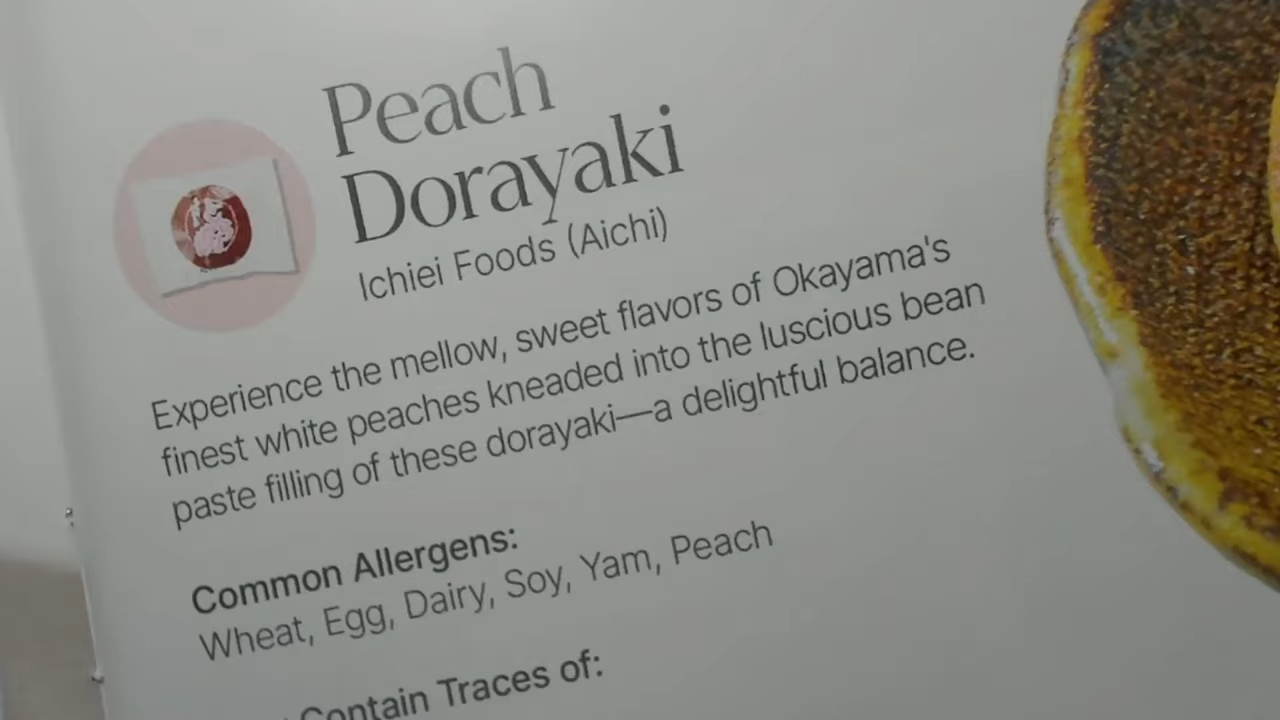 Peach
Dorayaki
Ichiei Foods (Aichi)
Experience the mellow, sweet flavors of Okayama's
finest white peaches kneaded into the luscious bean
paste filling of these dorayaki—a delightful balance.
Common Allergens:
Wheat, Egg, Dairy, Soy, Yam, Peach
Contain Traces of: